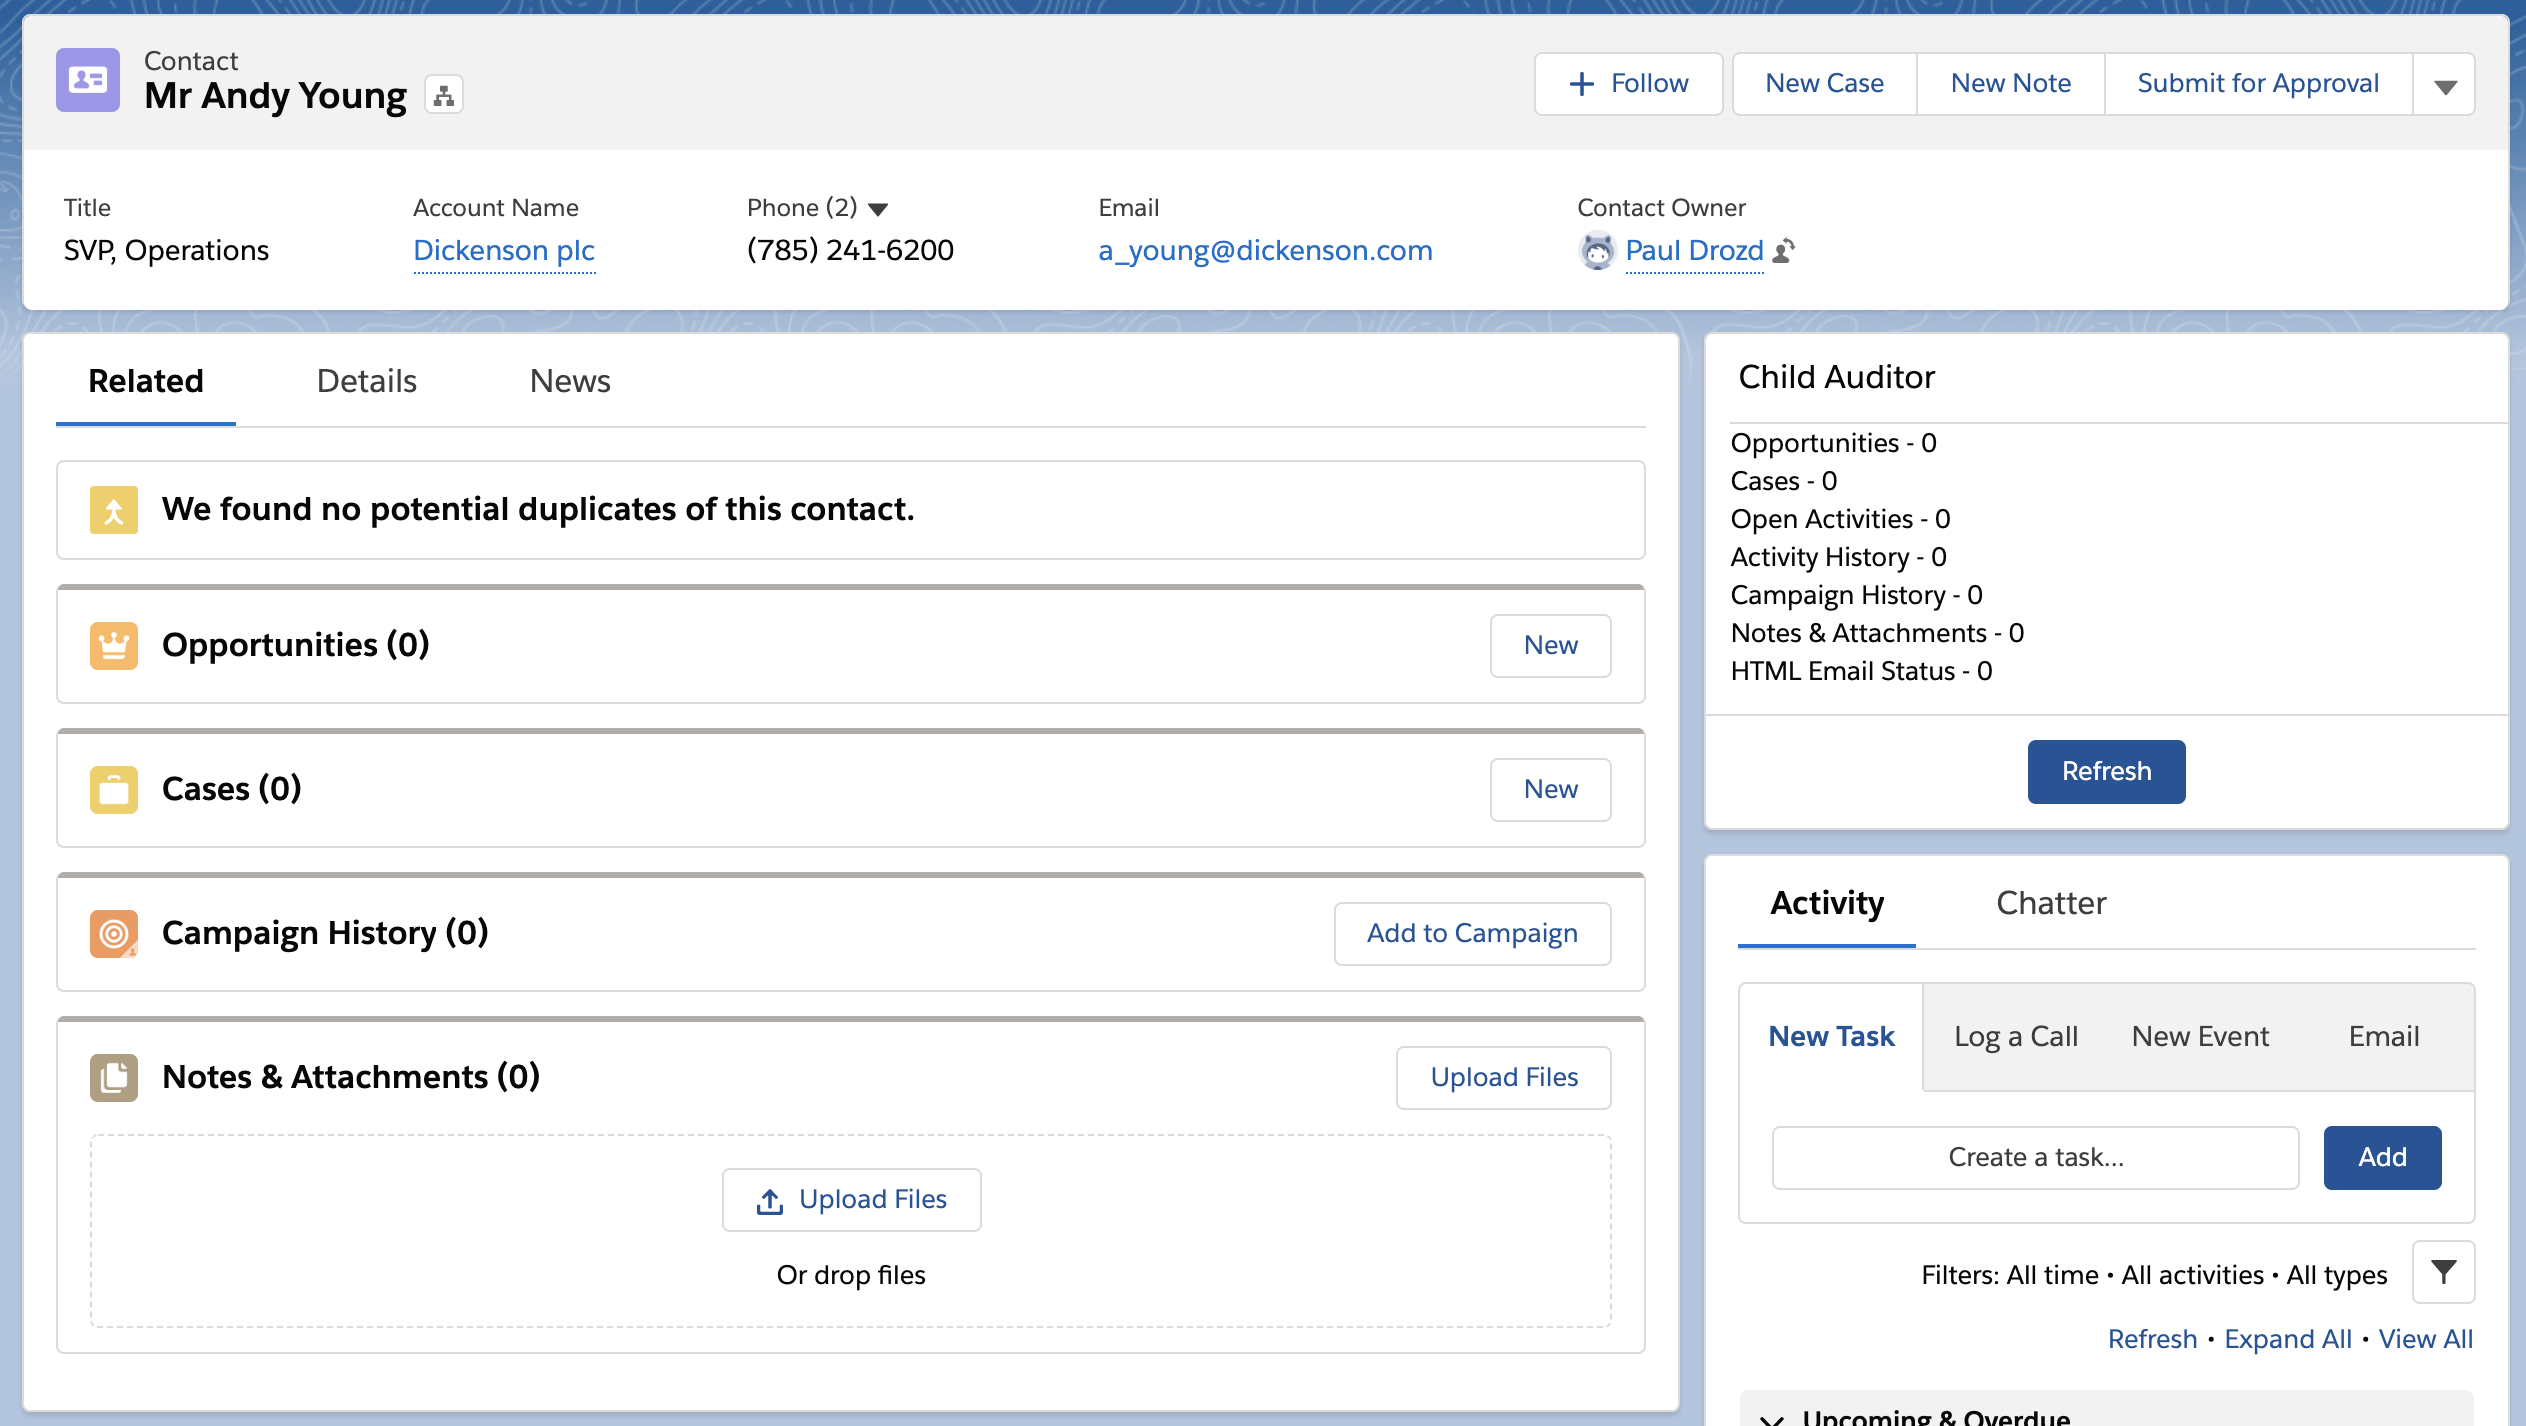 Contact
Mr Andy Young
Follow
New Case
New Note
Submit for Approval
Title
SVP, Operations
Account Name
Dickenson plc
Phone (2)
(785) 241-6200
Email
a_young@dickenson.com
Contact Owner
Paul Drozd
Related
Details
News
We found no potential duplicates of this contact.
Opportunities (0)
New
Cases (0)
New
Campaign History (0)
Add to Campaign
Notes & Attachments (0)
Upload Files
Upload Files
Or drop files
Child Auditor
Opportunities - 0
Cases - 0
Open Activities - 0
Activity History - 0
Campaign History - 0
Notes & Attachments - 0
HTML Email Status - 0
Refresh
Activity
Chatter
New Task
Log a Call
New Event
Email
Create a task...
Add
Filters: All time • All activities • All types
Refresh • Expand All • View All
Upcoming & Overdue